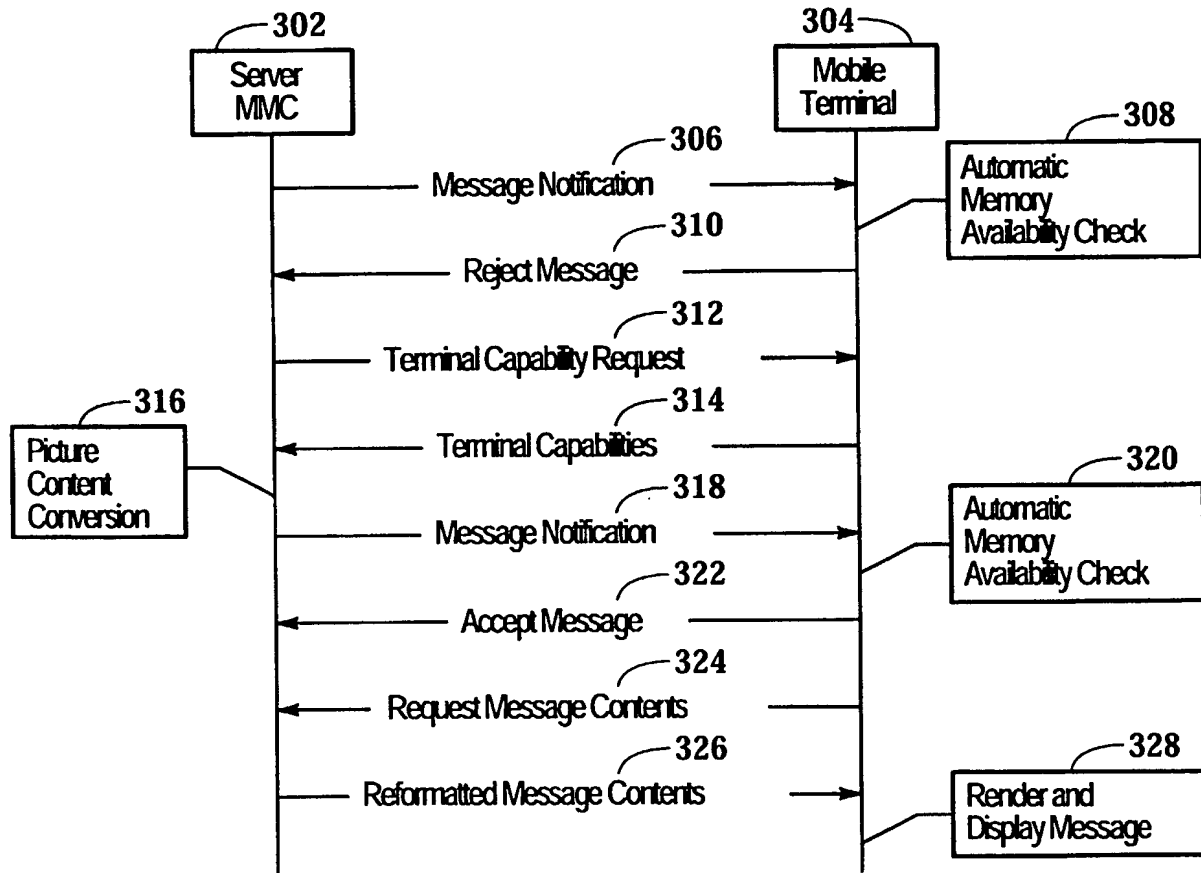 302
304
Server
MMC
Mobile
Terminal
306
308
Message Notification
Automatic
Memory
Availability Check
310
Reject Message
312
Terminal Capability Request
316
314
Picture
Content
Conversion
Terminal Capabilities
318
320
Message Notification
Automatic
Memory
Availability Check
322
Accept Message
324
Request Message Contents
326
328
Reformatted Message Contents
Render and
Display Message